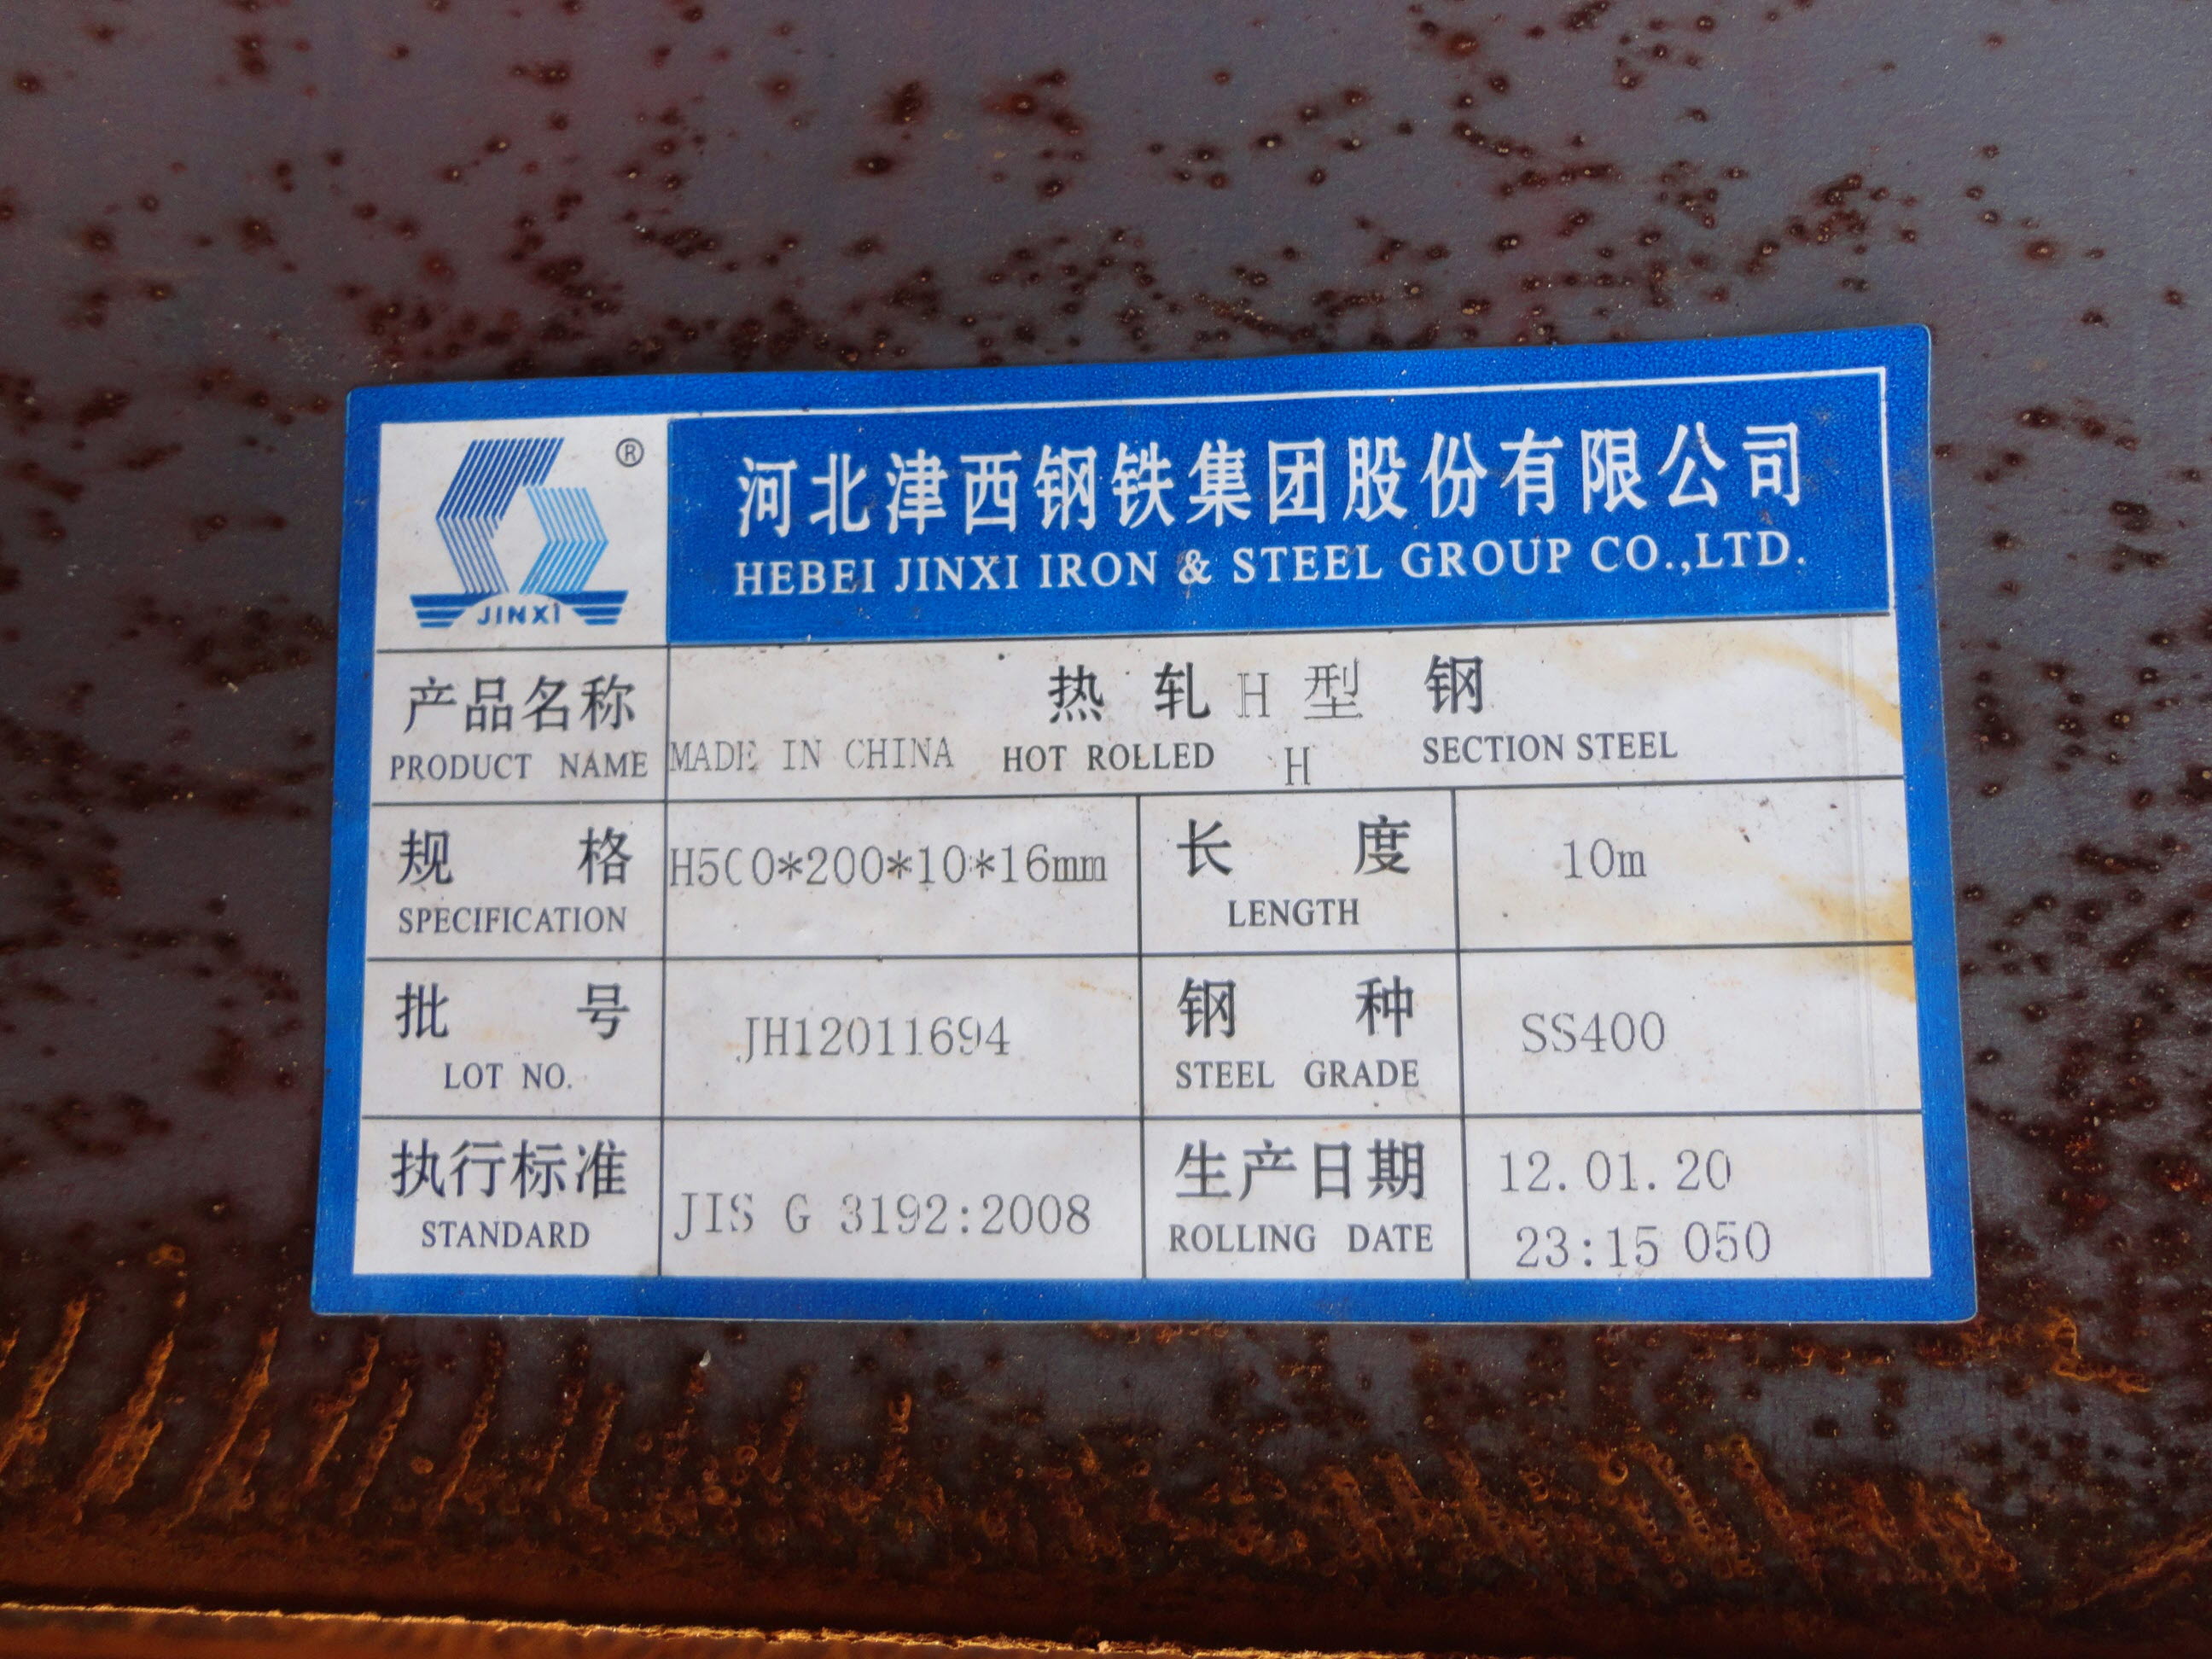 ®
JINXI
河北津西钢铁集团股份有限公司
HEBEI JINXI IRON & STEEL GROUP CO.,LTD.
产品名称
PRODUCT NAME
热 轧 H 型 钢
MADE IN CHINA HOT ROLLED H SECTION STEEL
规 格
SPECIFICATION
H500*200*10*16mm
长 度
LENGTH
10m
批 号
LOT NO.
JH12011694
钢 种
STEEL GRADE
SS400
执行标准
STANDARD
JIS G 3192:2008
生产日期
ROLLING DATE
12.01.20
23:15 050